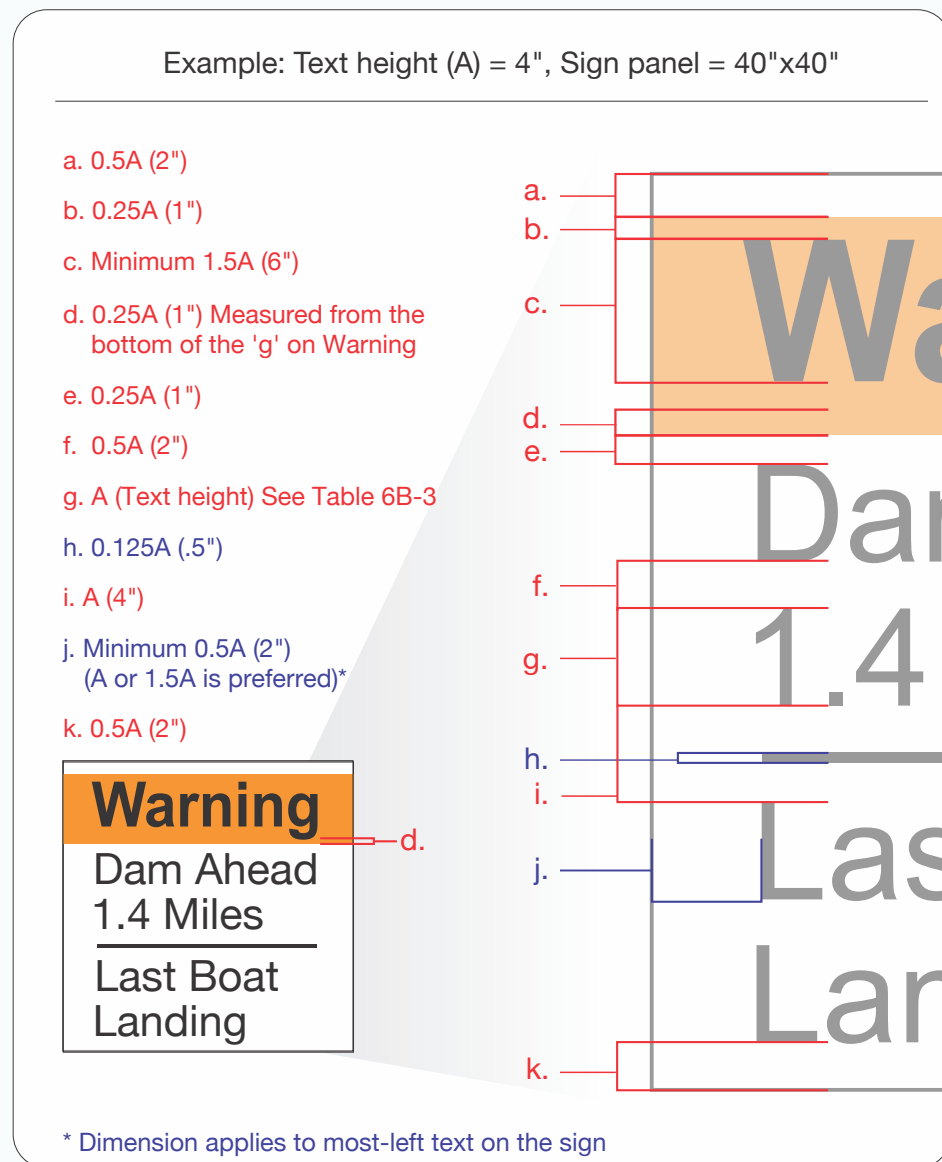 Example: Text height (A) = 4", Sign panel = 40"x40"
a. 0.5A (2")
b. 0.25A (1")
c. Minimum 1.5A (6")
d. 0.25A (1") Measured from the
bottom of the 'g' on Warning
e. 0.25A (1")
f. 0.5A (2")
g. A (Text height) See Table 6B-3
h. 0.125A (.5")
i. A (4")
j. Minimum 0.5A (2")
(A or 1.5A is preferred)*
k. 0.5A (2")
Warning
d.
Dam Ahead
1.4 Miles
Last Boat
Landing
a.
b.
c.
d.
e.
f.
g.
h.
i.
j.
k.
Wa
Dar
1.4
Las
Lar
* Dimension applies to most-left text on the sign